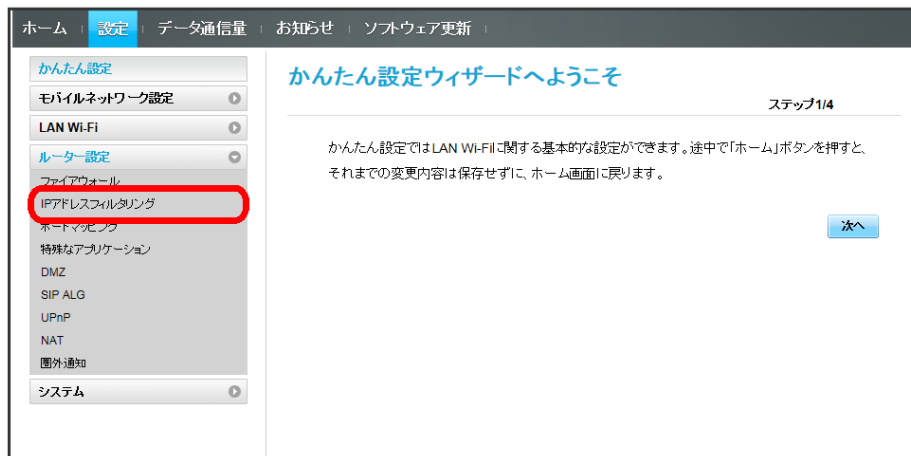 ホーム 設定 データ通信量 お知らせ ソフトウェア更新
かんたん設定
モバイルネットワーク設定
LAN Wi-Fi
ルーター設定
ファイアウォール
IPアドレスフィルタリング
ポートマッピング
特殊なアプリケーション
DMZ
SIP ALG
UPnP
NAT
圏外通知
システム
かんたん設定ウィザードへようこそ
ステップ1/4
かんたん設定ではLAN Wi-Fiに関する基本的な設定ができます。途中で「ホーム」ボタンを押すと、
それまでの変更内容は保存せずに、ホーム画面に戻ります。
次へ